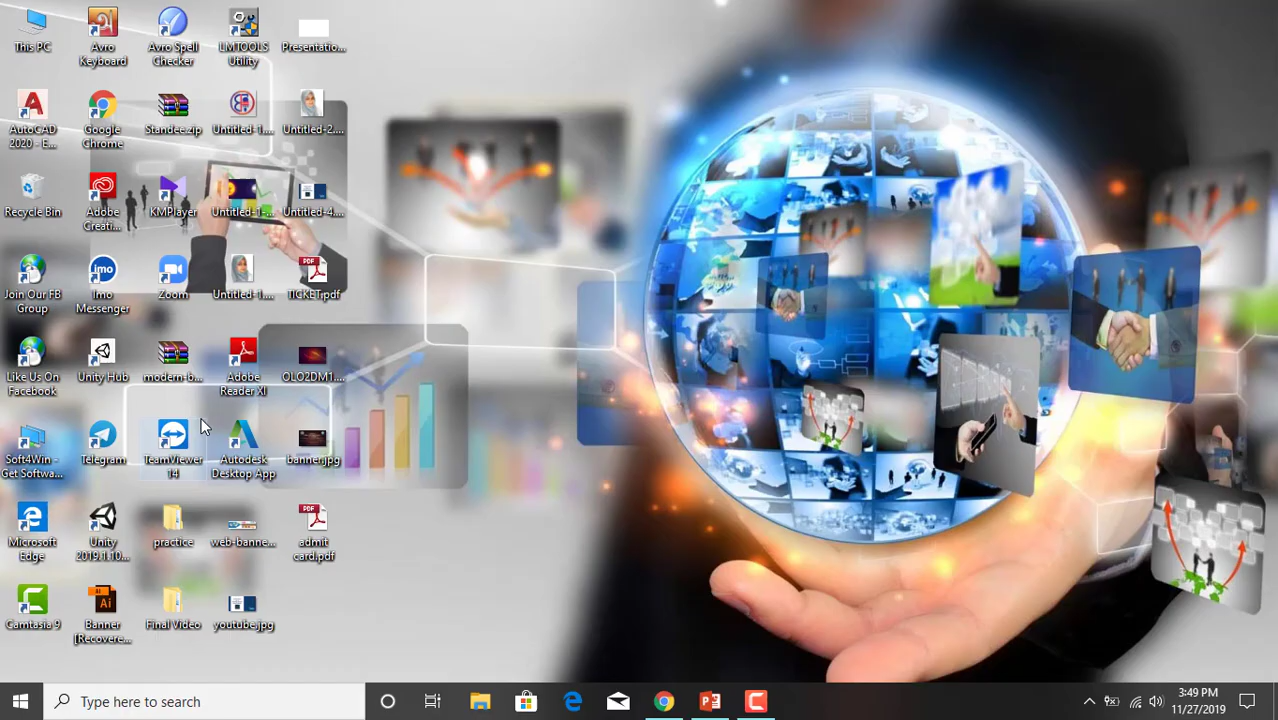 This PC
Avro
Keyboard
Avro Spell
Checker
LMTOOLS
Utility
Presentatio...
AutoCAD
2020 - E...
Google
Chrome
Standee.zip
Untitled-1....
Untitled-2....
Recycle Bin
Adobe
Creati...
KMPlayer
Untitled-1-...
Untitled-4....
Join Our FB
Group
Imo
Messenger
Zoom
Untitled-1....
TICKET.pdf
Like Us On
Facebook
Unity Hub
modern-b...
Adobe
Reader XI
OLO2DM1....
Soft4Win -
Get Softwa...
Telegram
TeamViewer
14
Autodesk
Desktop App
banner.jpg
Microsoft
Edge
Unity
2019.1.10...
practice
web-banne...
admit
card.pdf
Camtasia 9
Banner
[Recovere...
Final Video
youtube.jpg
Type here to search
3:49 PM
11/27/2019